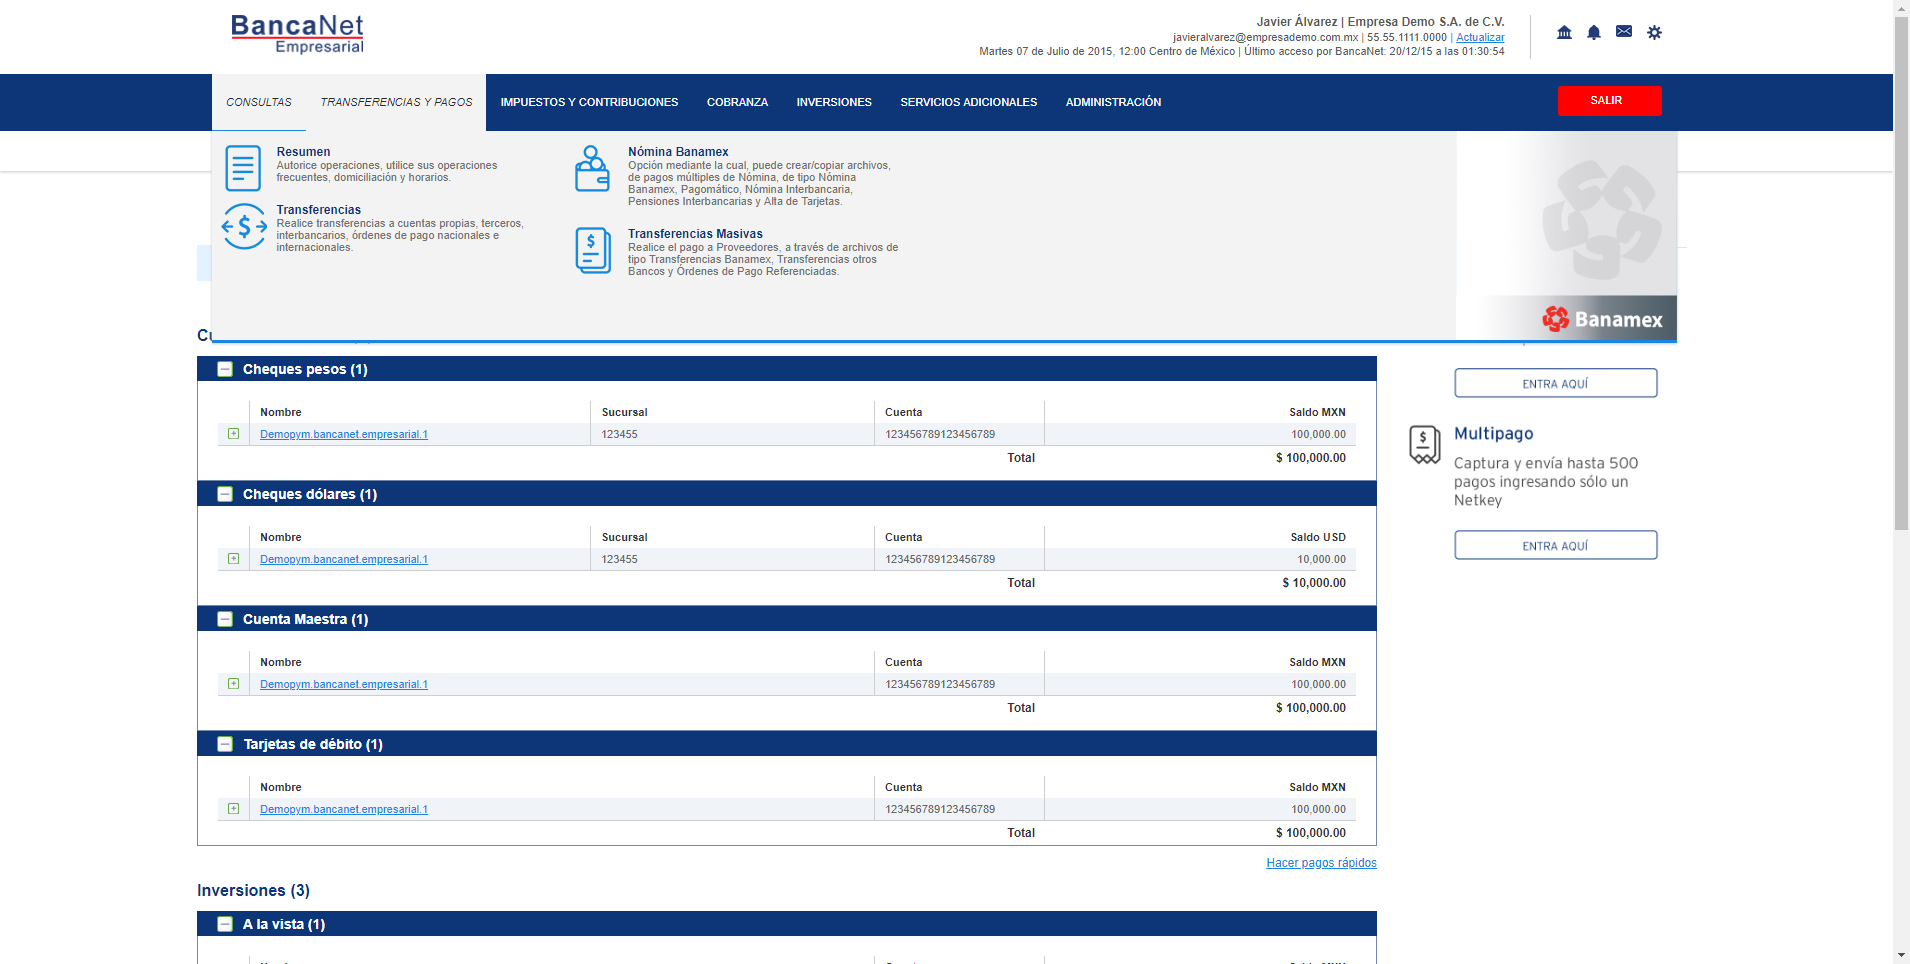 BancaNet
Empresarial
Javier Álvarez | Empresa Demo S.A. de C.V.
javieralvarez@empresademo.com.mx | 55.55.1111.0000 | Actualizar
Martes 07 de Julio de 2015, 12:00 Centro de México | Último acceso por BancaNet: 20/12/15 a las 01:30:54
CONSULTAS TRANSFERENCIAS Y PAGOS IMPUESTOS Y CONTRIBUCIONES COBRANZA INVERSIONES SERVICIOS ADICIONALES ADMINISTRACIÓN SALIR
Resumen
Autorice operaciones, utilice sus operaciones
frecuentes, domiciliación y horarios.
Transferencias
Realice transferencias a cuentas propias, terceros,
interbancarios, órdenes de pago nacionales e
internacionales.
Nómina Banamex
Opción mediante la cual, puede crear/copiar archivos,
de pagos múltiples de Nómina, de tipo Nómina
Banamex, Pagomático, Nómina Interbancaria,
Pensiones Interbancarias y Alta de Tarjetas.
Transferencias Masivas
Realice el pago a Proveedores, a través de archivos de
tipo Transferencias Banamex, Transferencias otros
Bancos y Órdenes de Pago Referenciadas.
Banamex
Cheques pesos (1)
Nombre Sucursal Cuenta Saldo MXN
Demopym.bancanet.empresarial.1 123455 123456789123456789 100,000.00
Total $ 100,000.00
Cheques dólares (1)
Nombre Sucursal Cuenta Saldo USD
Demopym.bancanet.empresarial.1 123455 123456789123456789 10,000.00
Total $ 10,000.00
Cuenta Maestra (1)
Nombre Cuenta Saldo MXN
Demopym.bancanet.empresarial.1 123456789123456789 100,000.00
Total $ 100,000.00
Tarjetas de débito (1)
Nombre Cuenta Saldo MXN
Demopym.bancanet.empresarial.1 123456789123456789 100,000.00
Total $ 100,000.00
Hacer pagos rápidos
Inversiones (3)
A la vista (1)
ENTRA AQUÍ
Multipago
Captura y envía hasta 500
pagos ingresando sólo un
Netkey
ENTRA AQUÍ